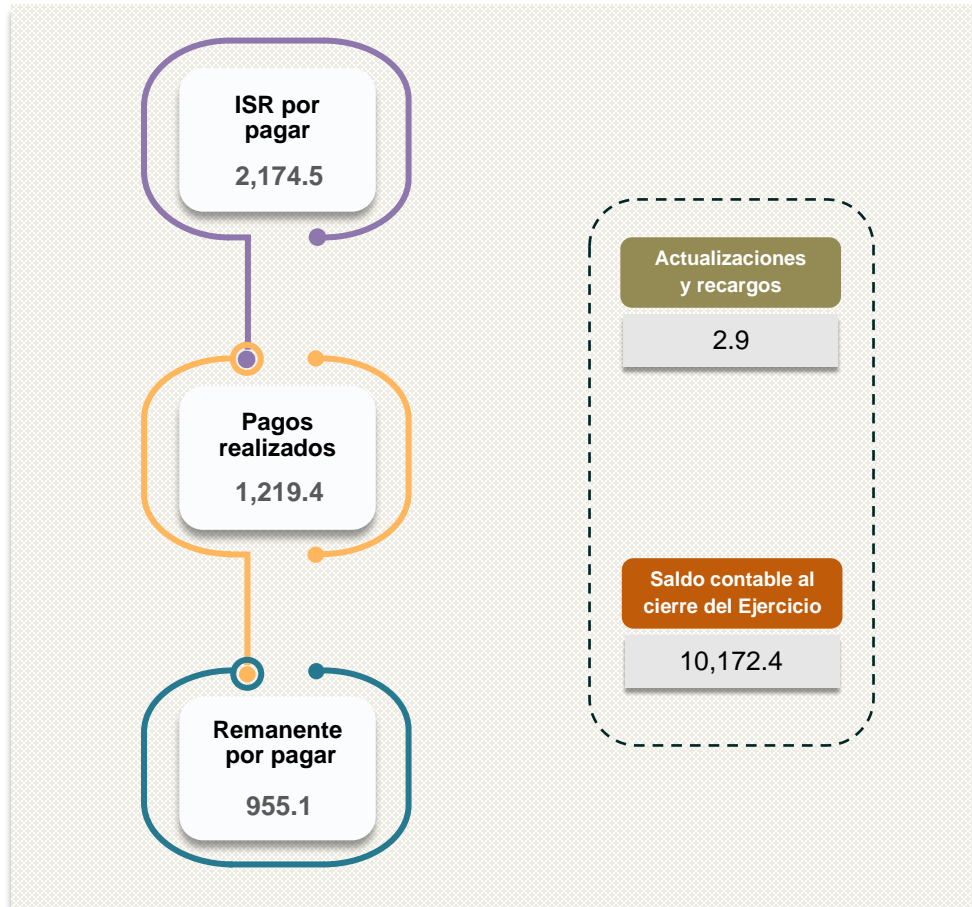 ISR por
pagar
2,174.5
Pagos
realizados
1,219.4
Remanente
por pagar
955.1
Actualizaciones
y recargos
2.9
Saldo contable al
cierre del Ejercicio
10,172.4